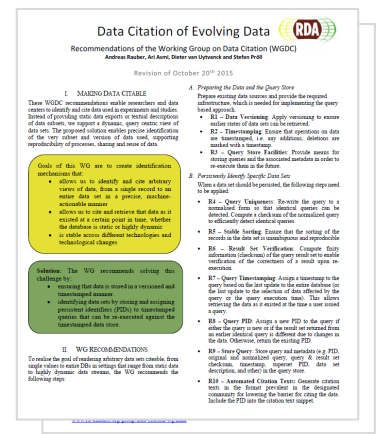 Data Citation of Evolving Data
RDA
Recommendations of the Working Group on Data Citation (WGDC)
Andreas Rauber, Ari Asmi, Dieter van Uytvanck and Stefan Pröll
Revision of October 20th 2015
I. MAKING DATA CITABLE
These WGDC recommendations enable researchers and data
centers to identify and cite data used in experiments and studies.
Instead of providing static data exports or textual descriptions
of data subsets, we support a dynamic, query centric view of
data sets. The proposed solution enables precise identification
of the very subset and version of data used, supporting
reproducibility of processes, sharing and reuse of data.
Goals of this WG are to create identification
mechanisms that:
• allows us to identify and cite arbitrary
views of data, from a single record to an
entire data set in a precise, machine-
actionable manner
• allows us to cite and retrieve that data as it
existed at a certain point in time, whether
the database is static or highly dynamic
• is stable across different technologies and
technological changes
Solution: The WG recommends solving this
challenge by:
• ensuring that data is stored in a versioned and
timestamped manner.
• identifying data sets by storing and assigning
persistent identifiers (PIDs) to timestamped
queries that can be re-executed against the
timestamped data store.
II. WG RECOMMENDATIONS
To realise the goal of rendering arbitrary data sets citeable, from
single values to entire DBs in settings that range from static data
to highly dynamic data streams, the WG recommends the
following steps:
A. Preparing the Data and the Query Store
Prepare existing data sources and provide the required
infrastructure, which is needed for implementing the query
based approach.
• R1 – Data Versioning: Apply versioning to ensure
earlier states of data sets can be retrieved.
• R2 – Timestamping: Ensure that operations on data
are timestamped, i.e. any additions, deletions are
marked with a timestamp.
• R3 – Query Store Facilities: Provide means for
storing queries and the associated metadata in order to
re-execute them in the future.
B. Persistently Identify Specific Data Sets
When a data set should be persisted, the following steps need
to be applied:
• R4 – Query Uniqueness: Re-write the query to a
normalised form so that identical queries can be
detected. Compute a checksum of the normalized query
to efficiently detect identical queries.
• R5 – Stable Sorting: Ensure that the sorting of the
records in the data set is unambiguous and reproducible
• R6 – Result Set Verification: Compute fixity
information (checksum) of the query result set to enable
verification of the correctness of a result upon re-
execution.
• R7 – Query Timestamping: Assign a timestamp to the
query based on the last update to the entire database (or
the last update to the selection of data affected by the
query or the query execution time). This allows
retrieving the data as it existed at the time a user issued
a query.
• R8 – Query PID: Assign a new PID to the query if
either the query is new or if the result set returned from
an earlier identical query is different due to changes in
the data. Otherwise, return the existing PID.
• R9 – Store Query: Store query and metadata (e.g. PID,
original and normalized query, query & result set
checksum, timestamp, superset PID, data set
description, and other) in the query store.
• R10 – Automated Citation Texts: Generate citation
texts in the format prevalent in the designated
community for lowering the barrier for citing the data.
Include the PID into the citation text snippet.